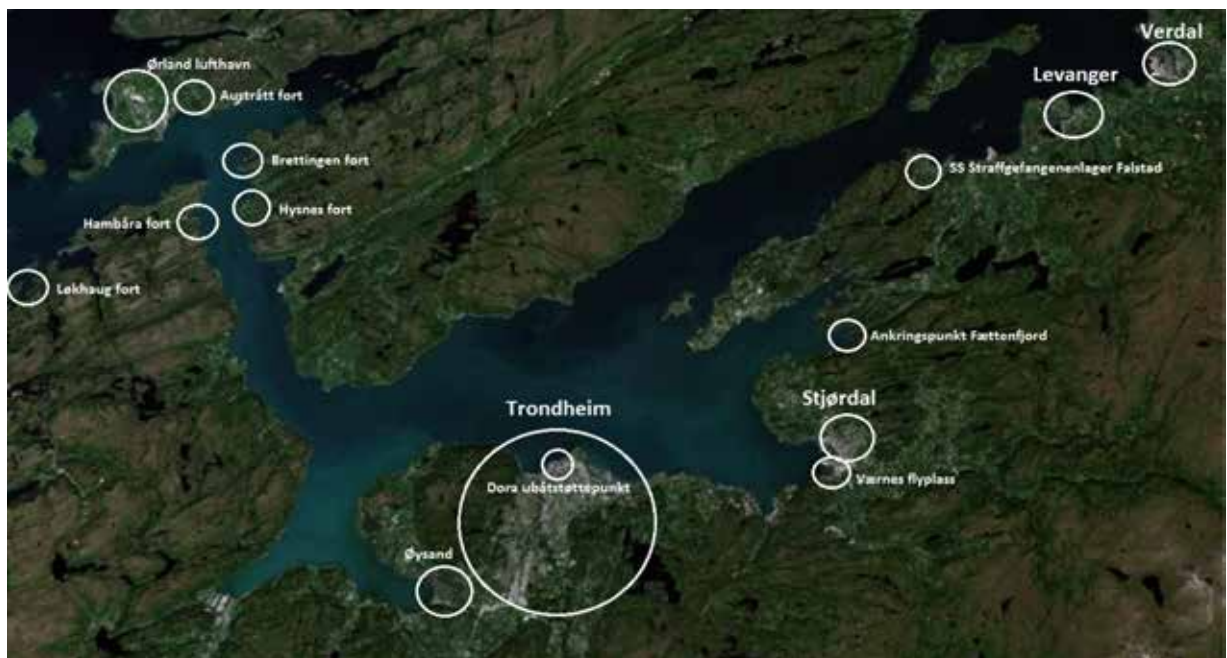 Verdal
Ørland lufthavn
Levanger
Austrått fort
Brettingen fort
SS Straffgefangenenlager Falstad
Hysnes fort
Hambåra fort
Løkhaug fort
Ankringspunkt Fættenfjord
Stjørdal
Trondheim
Værnes flyplass
Dora ubåtstøttepunkt
Øysand